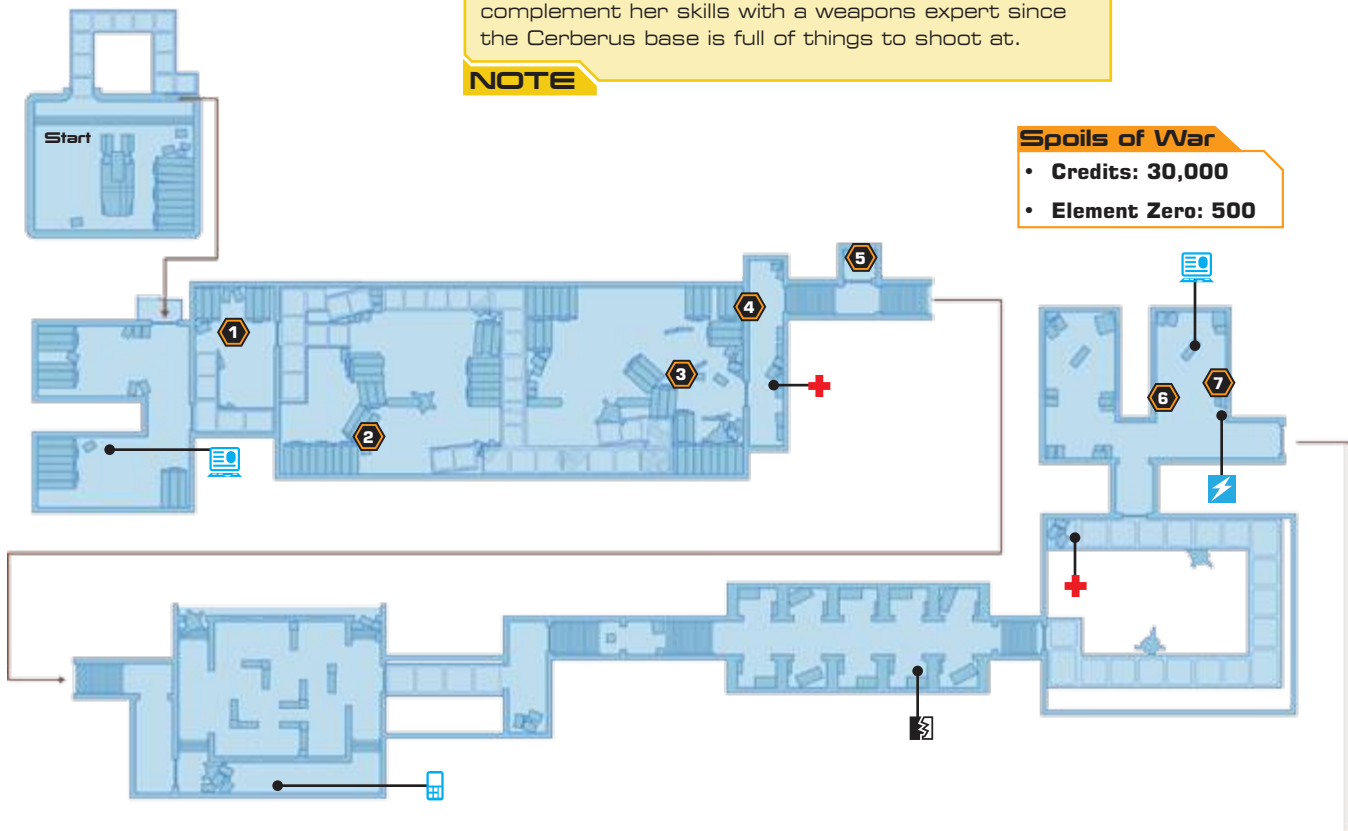 complement her skills with a weapons expert since
the Cerberus base is full of things to shoot at.
NOTE
Start
Spoils of War
• Credits: 30,000
• Element Zero: 500
5
4
1
3
7
6
2